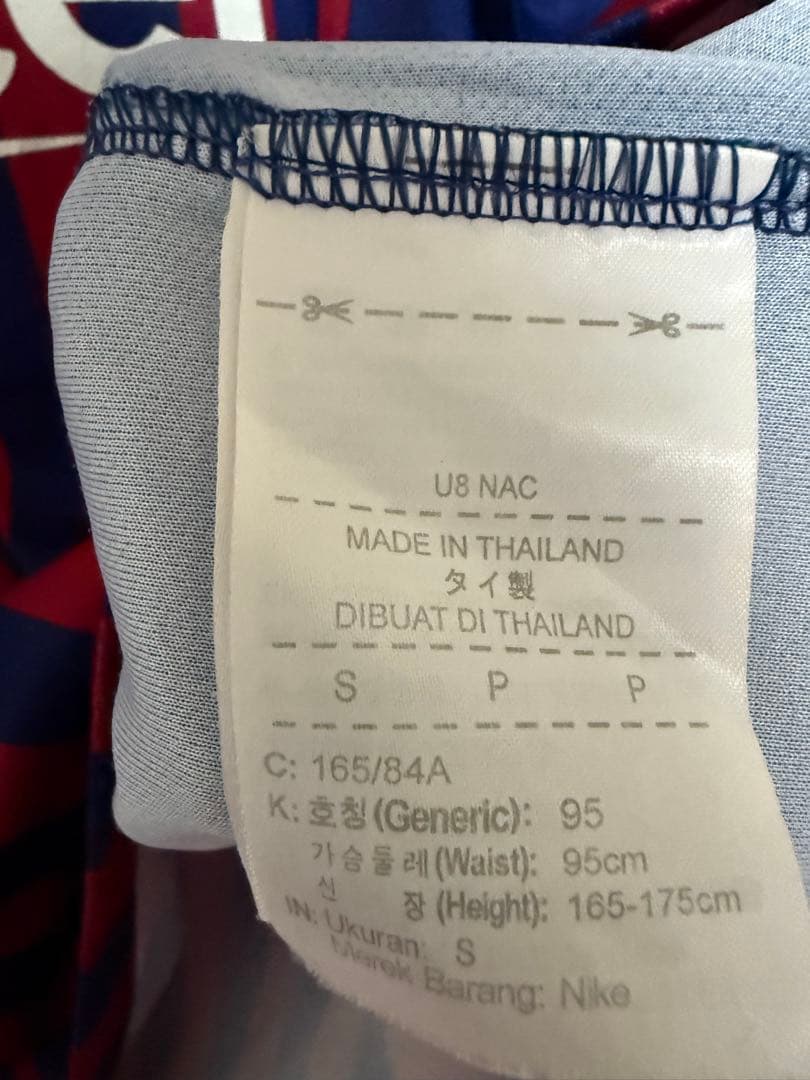 U8 NAC
MADE IN THAILAND
タイ製
DIBUAT DI THAILAND
S P P
C: 165/84A
K: 호칭 (Generic): 95
가슴둘레 (Waist): 95cm
신 장 (Height): 165-175cm
IN: Ukuran: S
Merek Barang: Nike